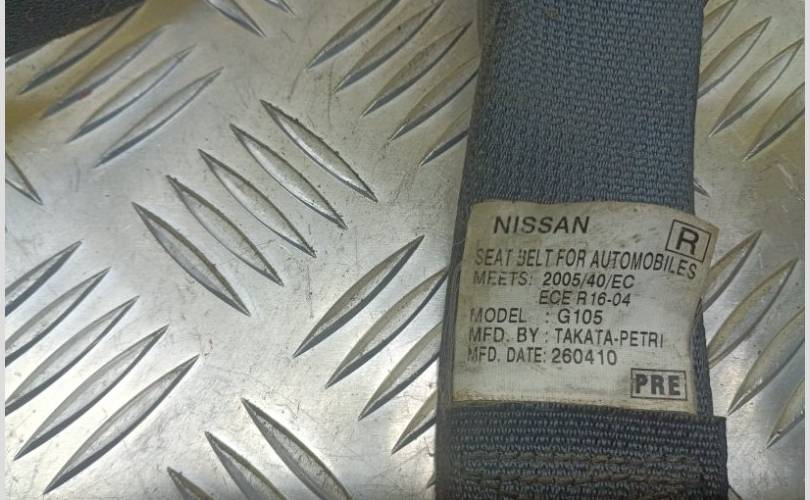 NISSAN
R
SEAT BELT FOR AUTOMOBILES
MEETS: 2005/40/EC
ECE R16-04
MODEL : G105
MFD. BY : TAKATA-PETRI
MFD. DATE: 260410
PRE